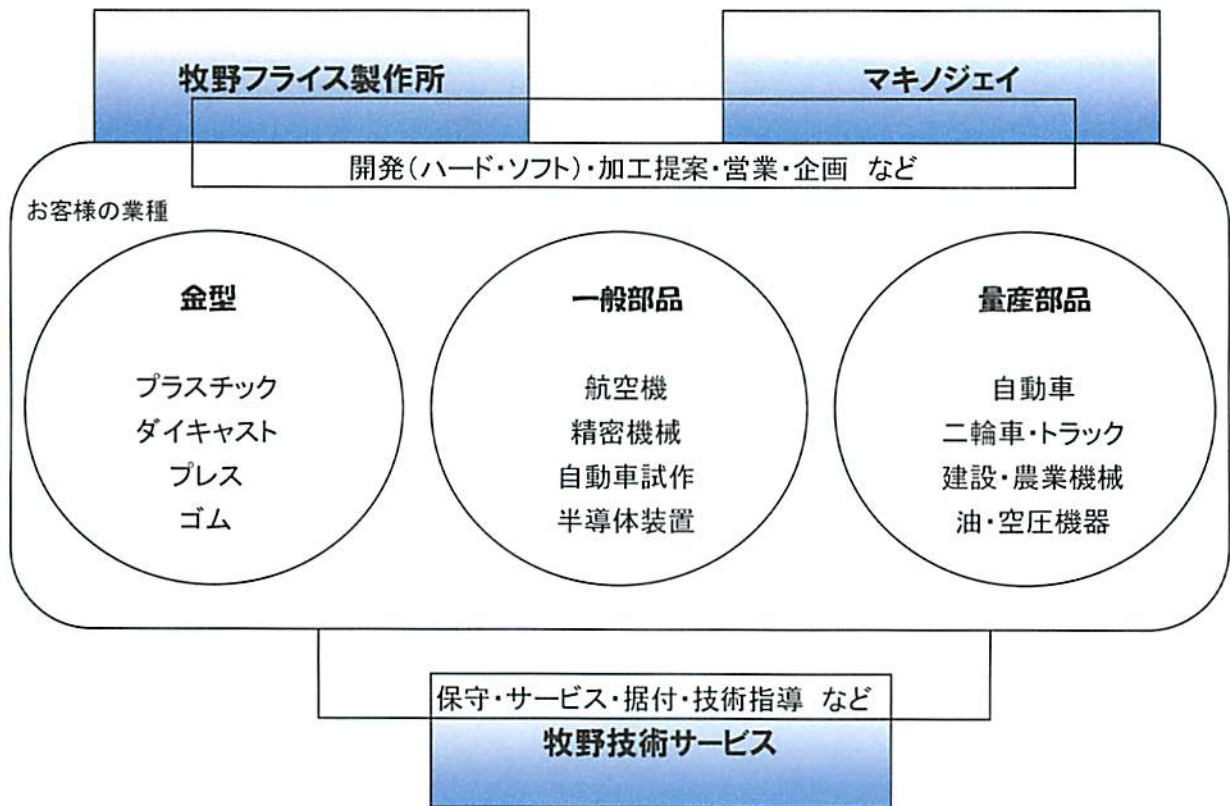 牧野フライス製作所
マキノジェイ
開発(ハード・ソフト)・加工提案・営業・企画 など
お客様の業種
金型
プラスチック
ダイキャスト
プレス
ゴム
一般部品
航空機
精密機械
自動車試作
半導体装置
量産部品
自動車
二輪車・トラック
建設・農業機械
油・空圧機器
保守・サービス・据付・技術指導 など
牧野技術サービス